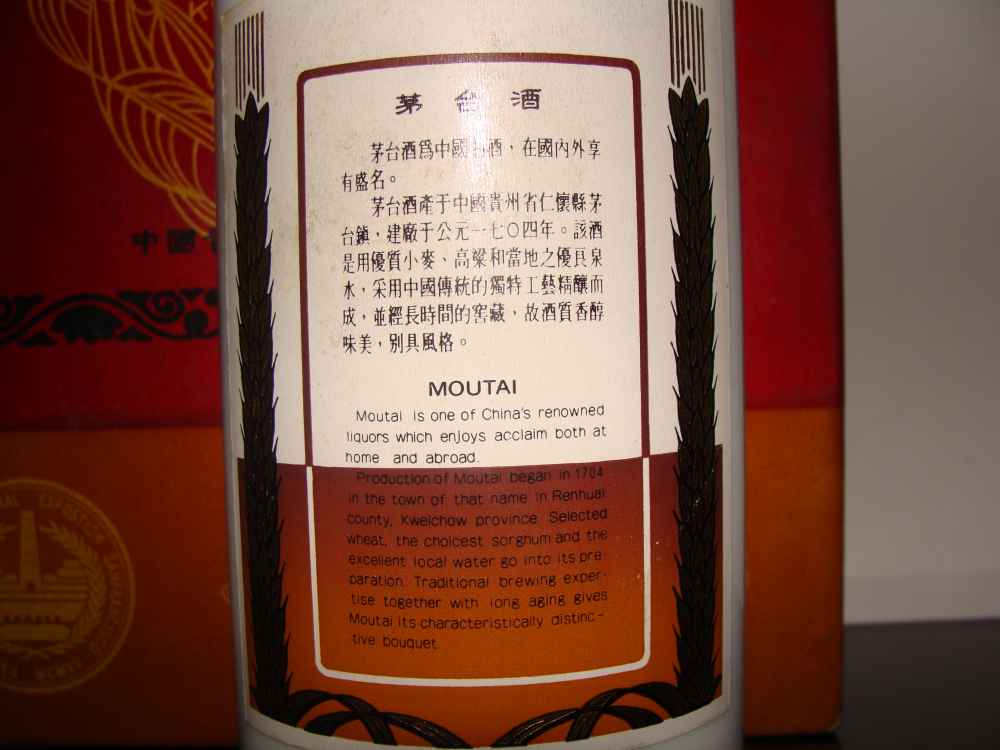 茅台酒
茅台酒爲中國名酒，在國內外享
有盛名。
茅台酒產于中國貴州省仁懷縣茅
台鎮，建廠于公元一七〇四年。該酒
是用優質小麥、高粱和當地之優良泉
水，采用中國傳統的獨特工藝精釀而
成，並經長時間的窖藏，故酒質香醇
味美，別具風格。
MOUTAI
Moutai is one of China's renowned
liquors which enjoys acclaim both at
home and abroad.
Production of Moutai began in 1704
in the town of that name in Renhuai
county, Kweichow province. Selected
wheat, the choicest sorghum and the
excellent local water go into its pre-
paration. Traditional brewing exper-
tise together with long aging gives
Moutai its characteristically distinc-
tive bouquet.
中國